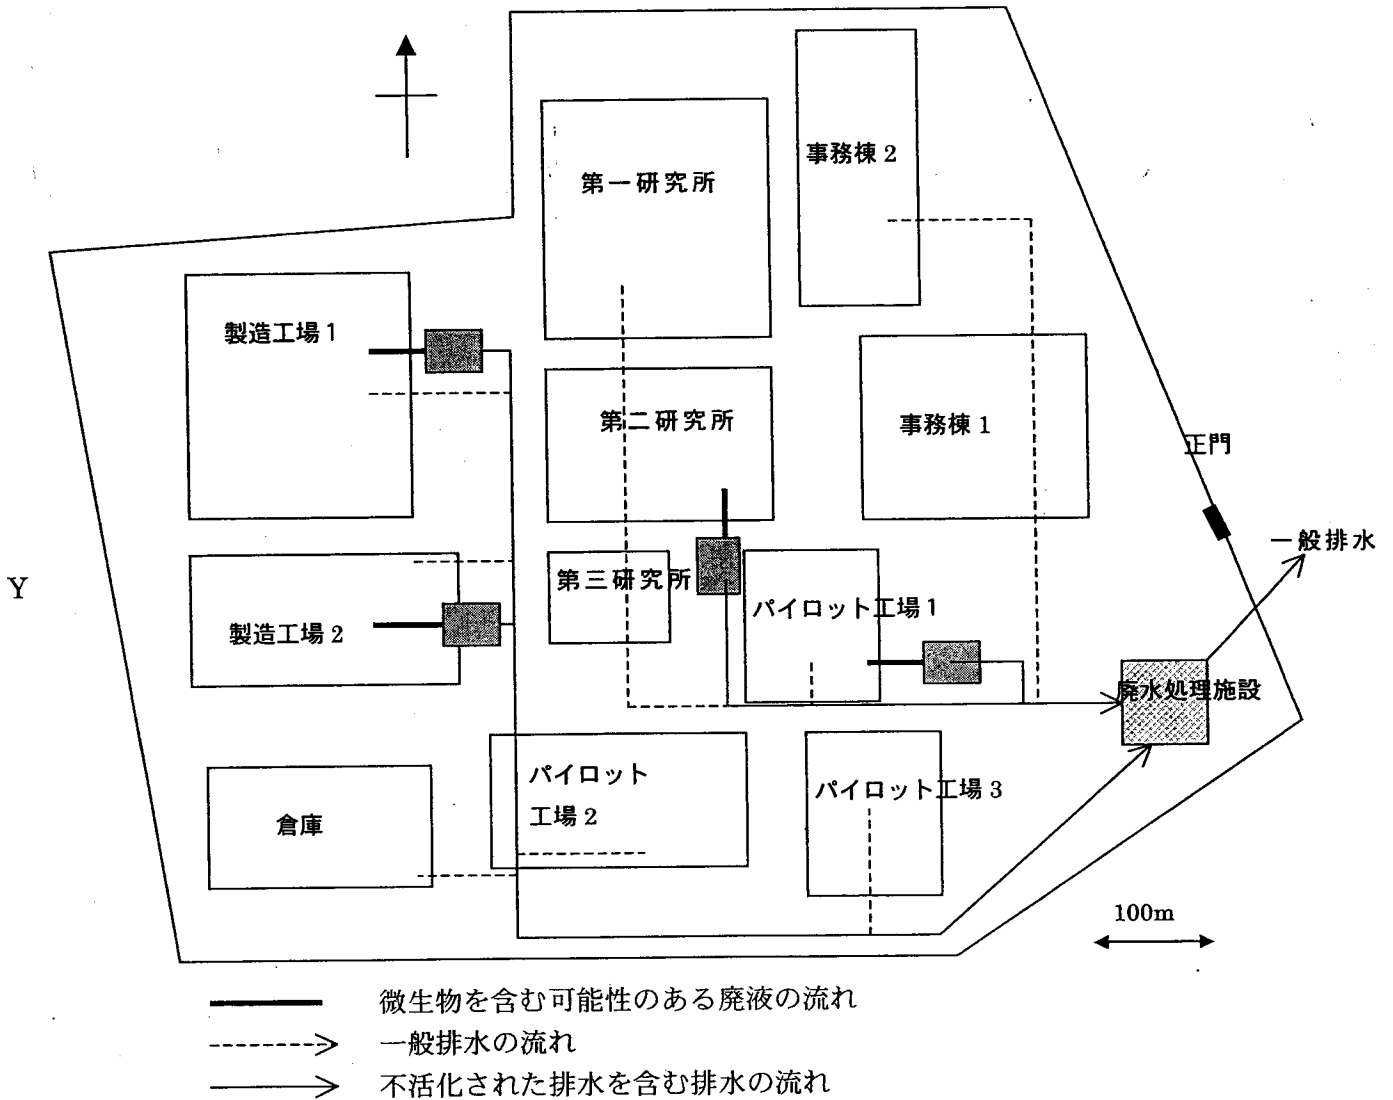 事務棟 2
第一研究所
製造工場 1
第二研究所
事務棟 1
正門
一般排水
Y
第三研究所
パイロット工場 1
製造工場 2
廃水処理施設
パイロット
工場 2
パイロット工場 3
倉庫
100m
微生物を含む可能性のある廃液の流れ
一般排水の流れ
不活化された排水を含む排水の流れ